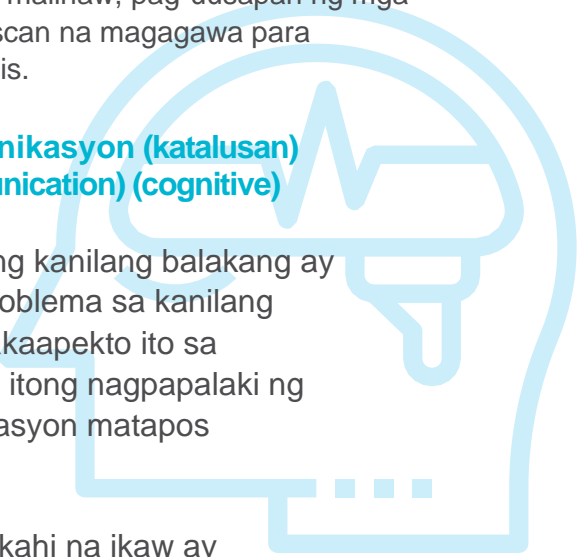 malinaw, pag-uusapan ng mga
scan na magagawa para
is.
nikasyon (katalusan)
unication) (cognitive)
ng kanilang balakang ay
oblema sa kanilang
kaapekto ito sa
itong nagpapalaki ng
asyon matapos
kahi na ikaw ay